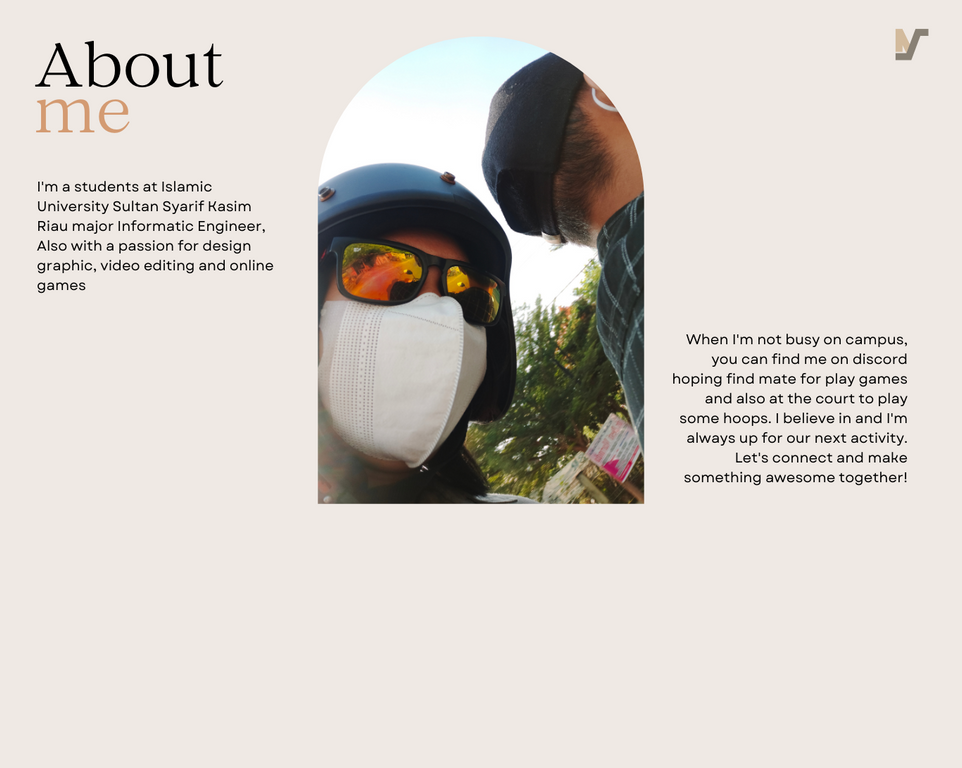 About
me
I'm a students at Islamic
University Sultan Syarif Kasim
Riau major Informatic Engineer,
Also with a passion for design
graphic, video editing and online
games
When I'm not busy on campus,
you can find me on discord
hoping find mate for play games
and also at the court to play
some hoops. I believe in and I'm
always up for our next activity.
Let's connect and make
something awesome together!